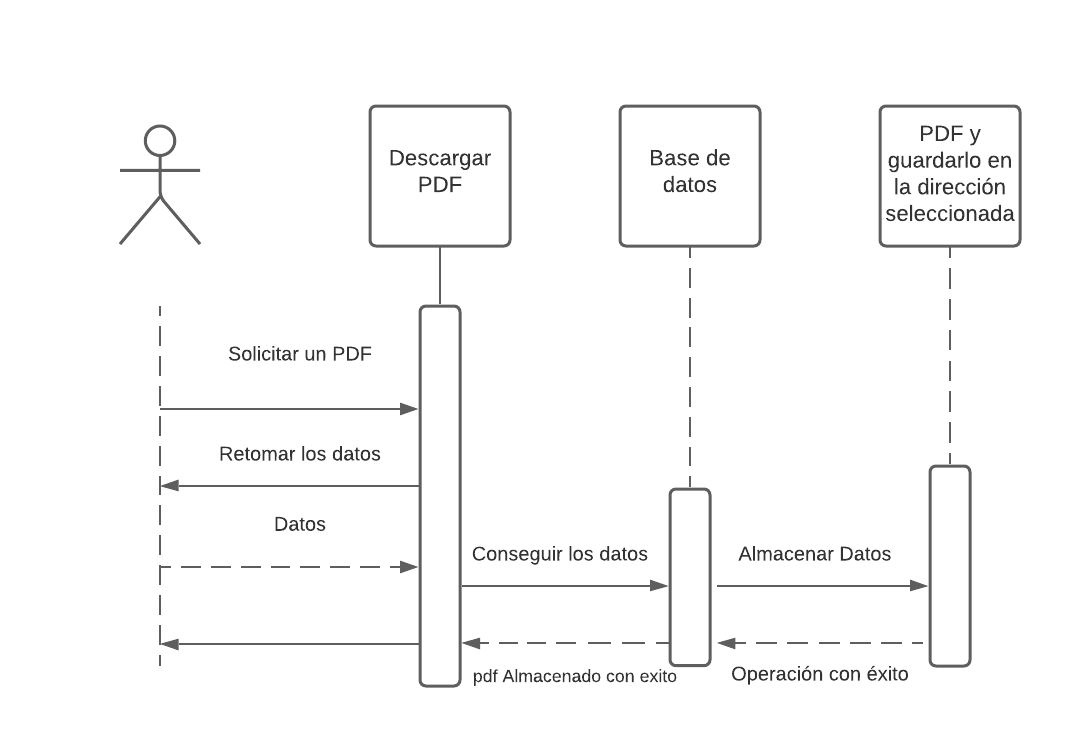 Descargar
PDF
Base de
datos
PDF y
guardarlo en
la dirección
seleccionada
Solicitar un PDF
Retomar los datos
Datos
Conseguir los datos
Almacenar Datos
pdf Almacenado con exito
Operación con éxito